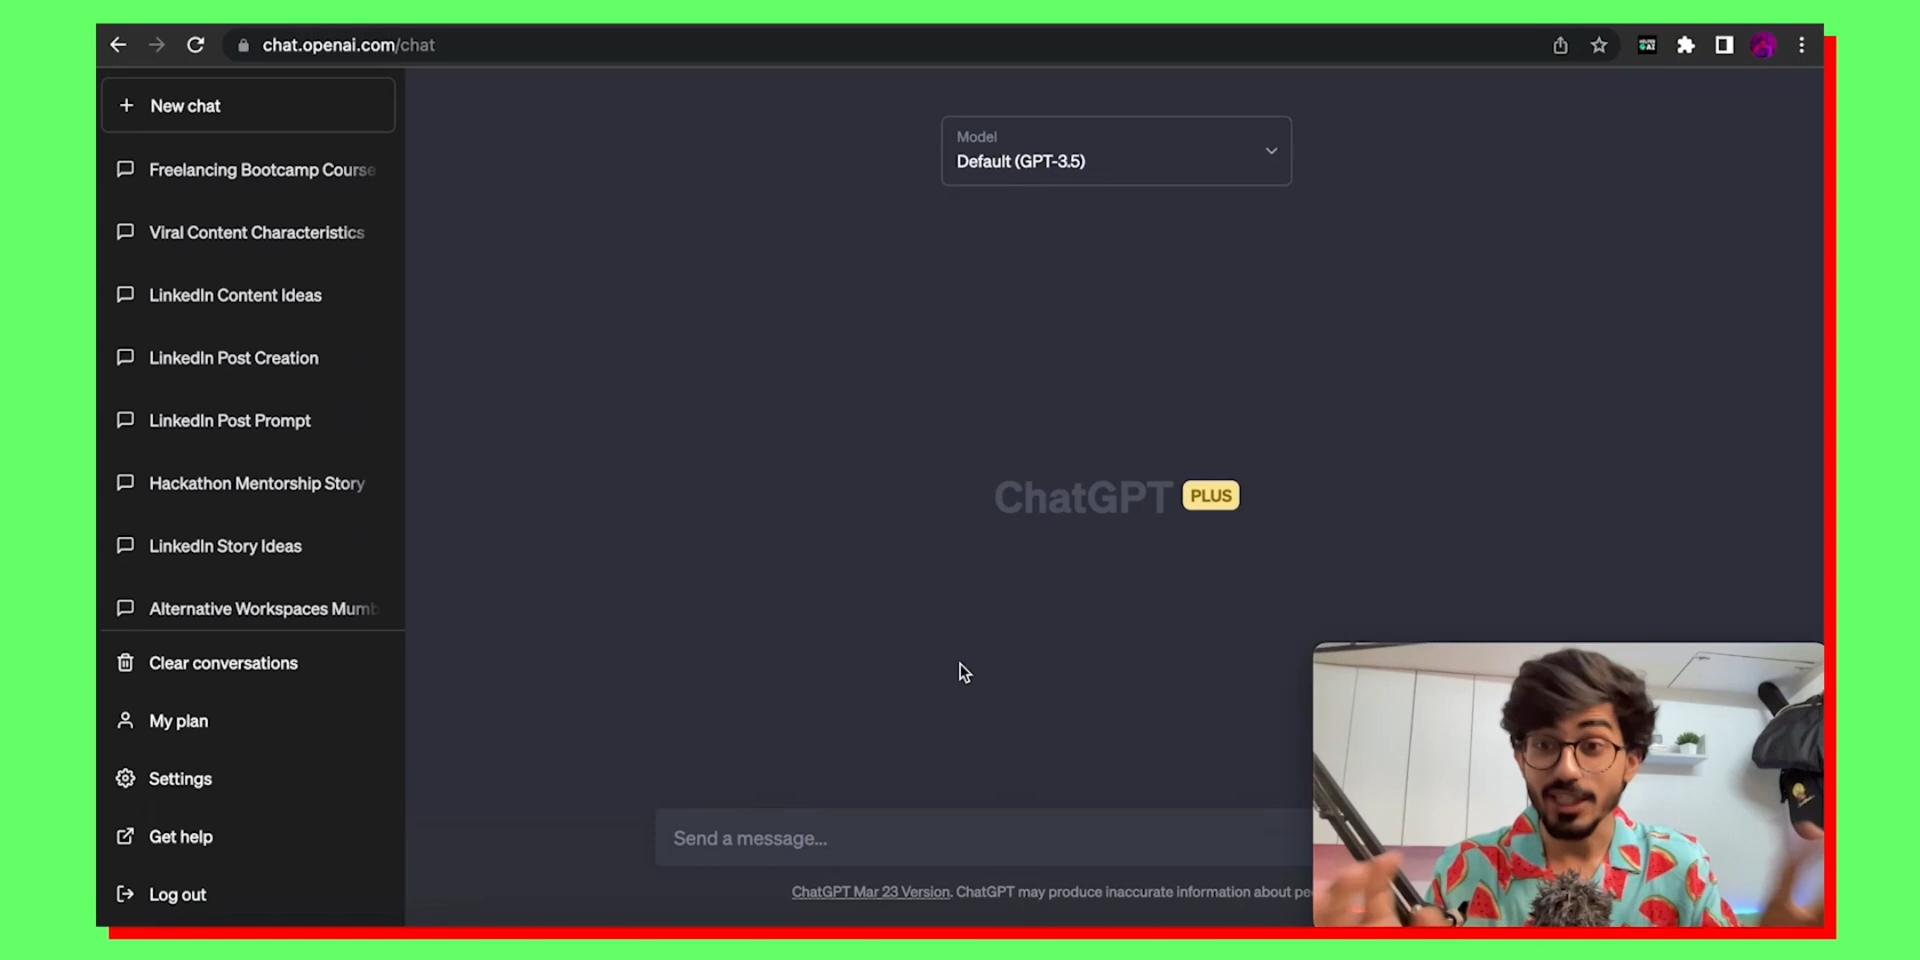 chat.openai.com/chat
New chat
Freelancing Bootcamp Course
Viral Content Characteristics
LinkedIn Content Ideas
LinkedIn Post Creation
LinkedIn Post Prompt
Hackathon Mentorship Story
LinkedIn Story Ideas
Alternative Workspaces Mumb
Clear conversations
My plan
Settings
Get help
Log out
Model
Default (GPT-3.5)
ChatGPT PLUS
Send a message...
ChatGPT Mar 23 Version. ChatGPT may produce inaccurate information about pe